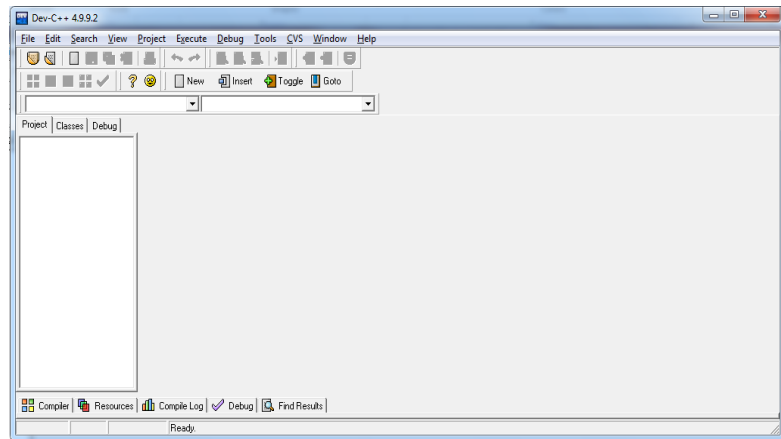 Dev-C++ 4.9.9.2
File Edit Search View Project Execute Debug Tools CVS Window Help
New Insert Toggle Goto
Project Classes Debug
Compiler Resources Compile Log Debug Find Results
Ready.